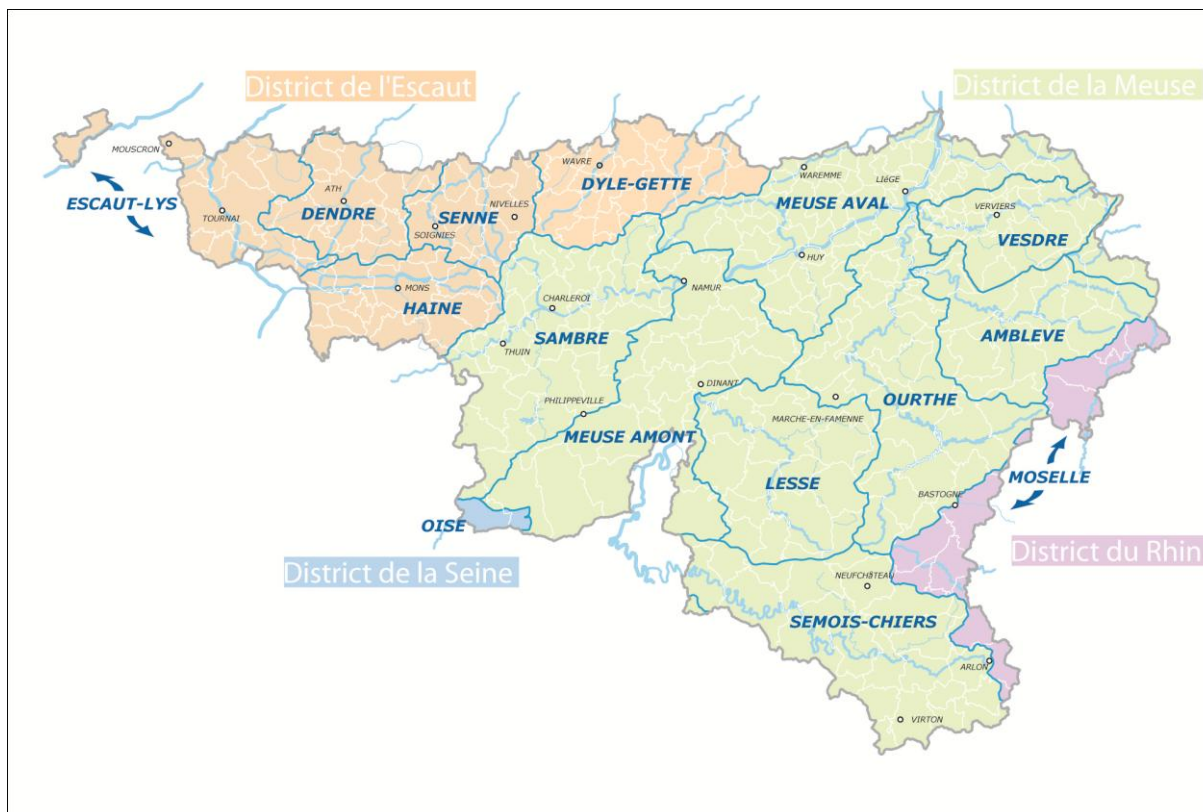 District de l'Escaut
District de la Meuse
MOUSCRON
ESCAUT-LYS
TOURNAI
ATH
DENDRE
SENNE
SOIGNIES
NIVELLES
WAVRE
DYLE-GETTE
WAREMME
LIéGE
MEUSE AVAL
VERVIERS
VESDRE
HUY
MONS
HAINE
NAMUR
CHARLEROI
SAMBRE
THUIN
AMBLEVE
DINANT
PHILIPPEVILLE
MARCHE-EN-FAMENNE
OURTHE
MEUSE AMONT
LESSE
MOSELLE
BASTOGNE
OISE
District de la Seine
District du Rhin
NEUFCHâTEAU
SEMOIS-CHIERS
ARLON
VIRTON